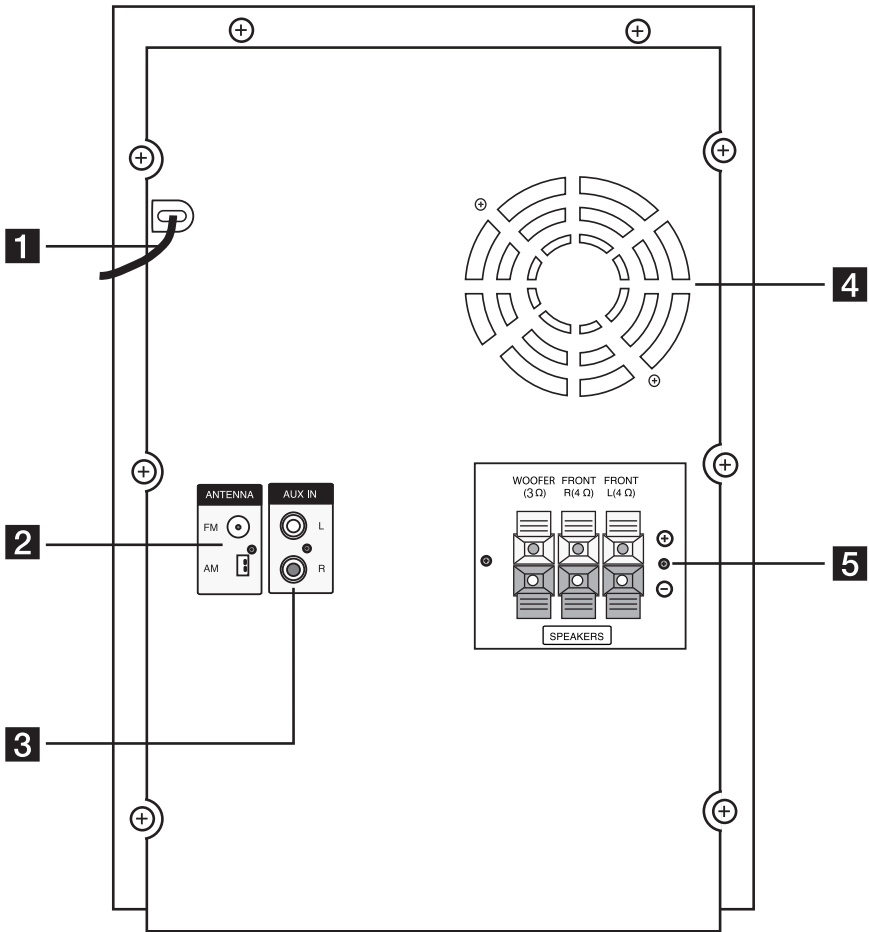 1
4
ANTENNA
AUX IN
FM
L
AM
R
2
WOOFER FRONT FRONT
(3 Ω) R(4 Ω) L(4 Ω)
+
−
5
SPEAKERS
3